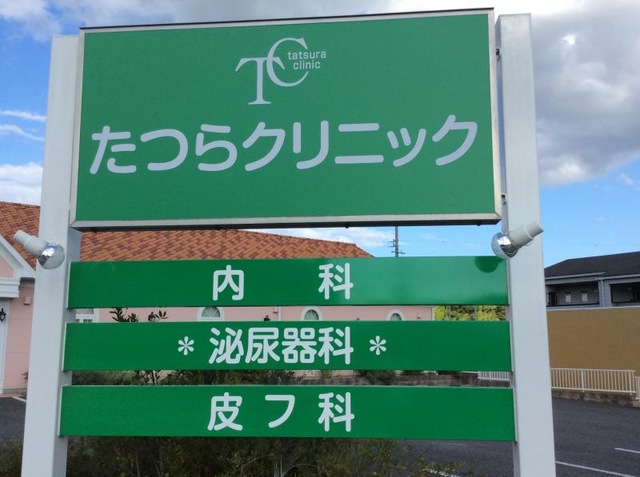 TC
tatsura
clinic
たつらクリニック
内 科
*泌尿器科*
皮フ科